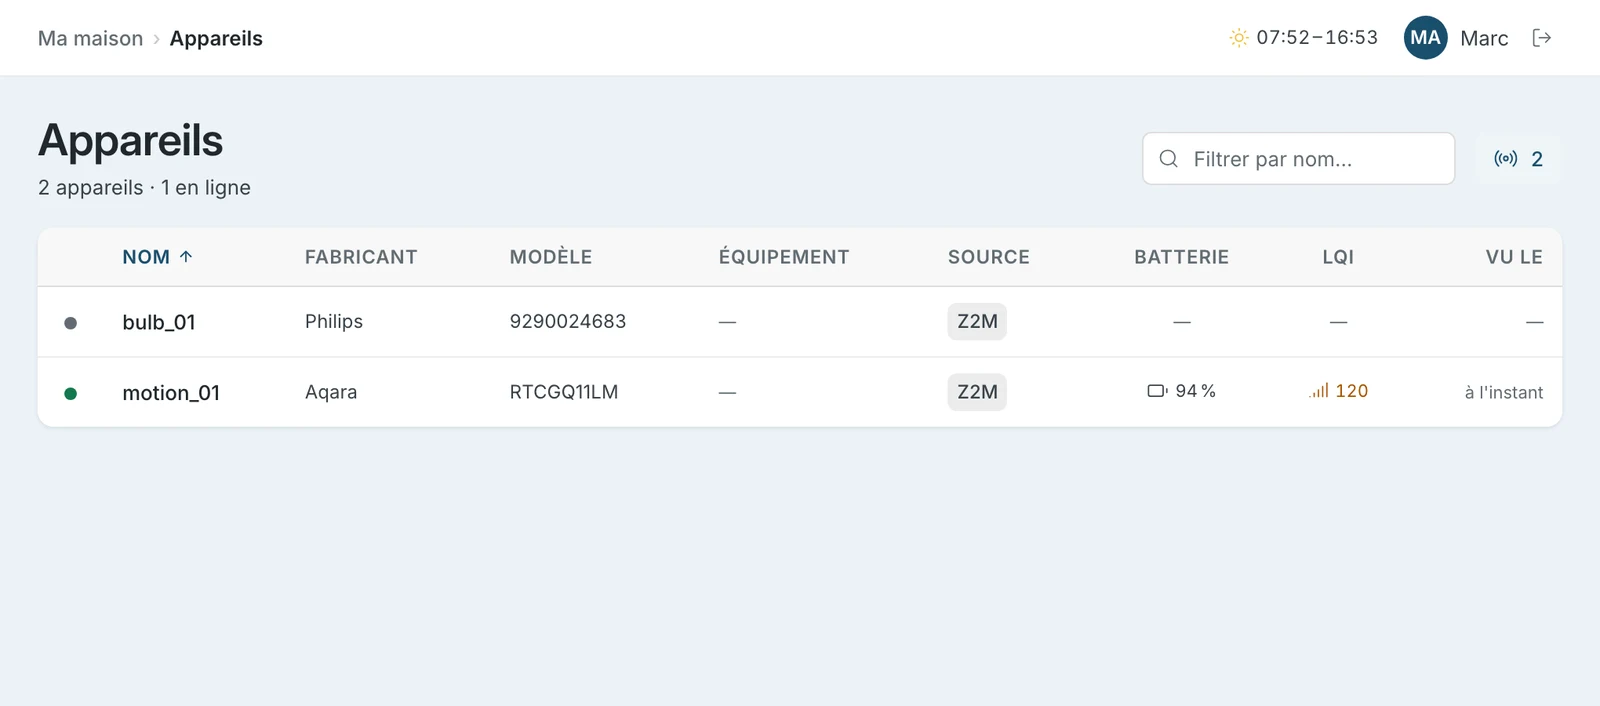 Ma maison › Appareils
07:52–16:53 MA Marc
Appareils
2 appareils · 1 en ligne
Filtrer par nom...
2
NOM ↑ FABRICANT MODÈLE ÉQUIPEMENT SOURCE BATTERIE LQI VU LE
bulb_01 Philips 9290024683 — Z2M — — —
motion_01 Aqara RTCGQ11LM — Z2M 94 % 120 à l'instant